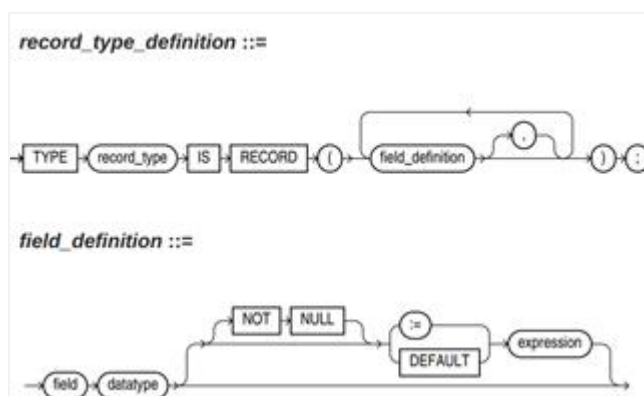 record_type_definition ::=
,
TYPE record_type IS RECORD ( field_definition ) ;
field_definition ::=
NOT NULL :=
DEFAULT expression
field datatype